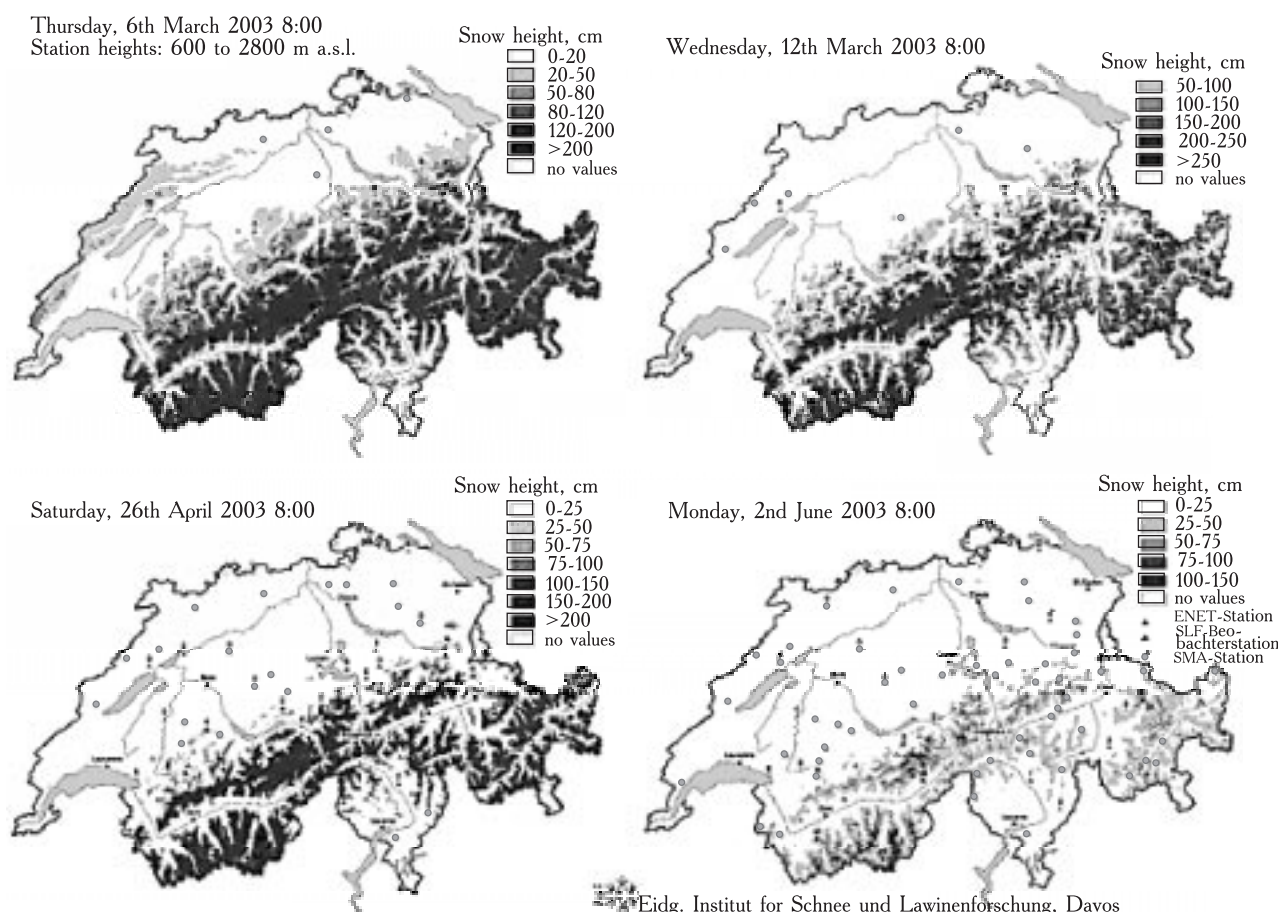 Thursday, 6th March 2003 8:00
Station heights: 600 to 2800 m a.s.l.
Snow height, cm
0-20
20-50
50-80
80-120
120-200
>200
no values
Wednesday, 12th March 2003 8:00
Snow height, cm
50-100
100-150
150-200
200-250
>250
no values
Saturday, 26th April 2003 8:00
Snow height, cm
0-25
25-50
50-75
75-100
100-150
150-200
>200
no values
Monday, 2nd June 2003 8:00
Snow height, cm
0-25
25-50
50-75
75-100
100-150
no values
ENET-Station
SLF-Beo-
bachterstation
SMA-Station
Eidg. Institut for Schnee und Lawinenforschung, Davos